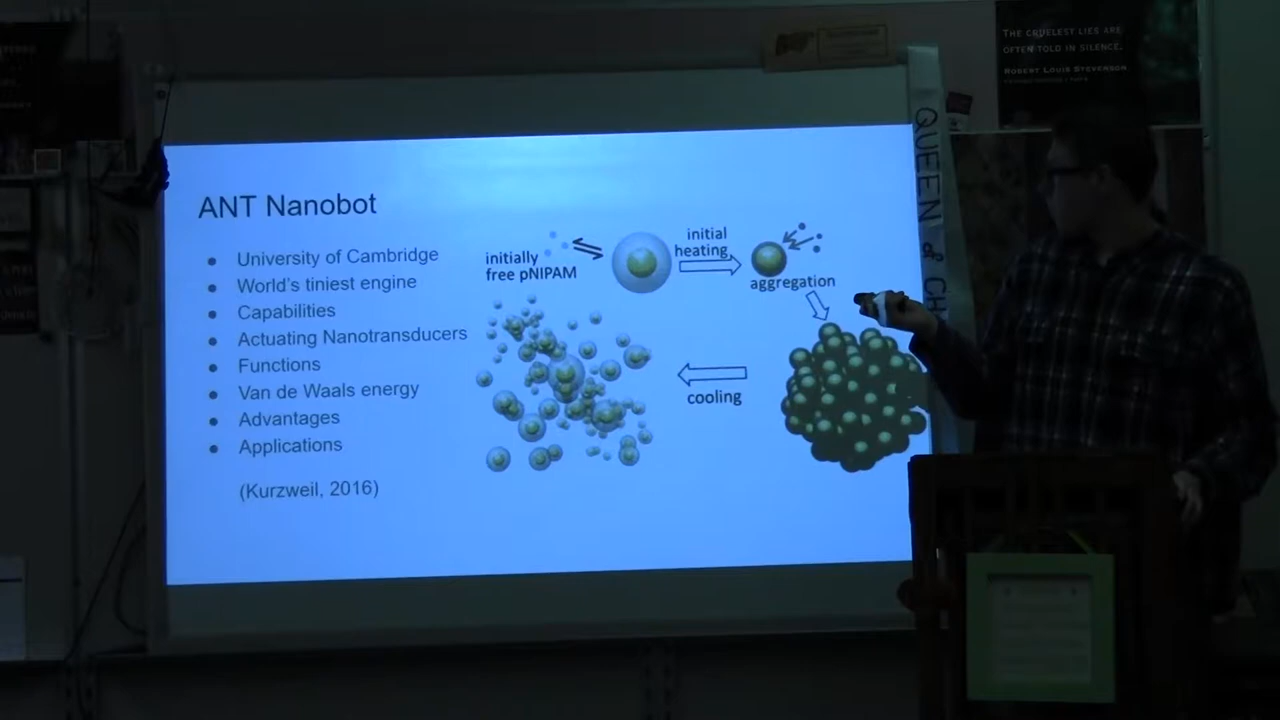 THE CRUELEST LIES ARE
OFTEN TOLD IN SILENCE.
ROBERT LOUIS STEVENSON
QUEEN & CH
ANT Nanobot
University of Cambridge
World's tiniest engine
Capabilities
Actuating Nanotransducers
Functions
Van de Waals energy
Advantages
Applications
(Kurzweil, 2016)
initially
free pNIPAM
initial
heating
aggregation
cooling